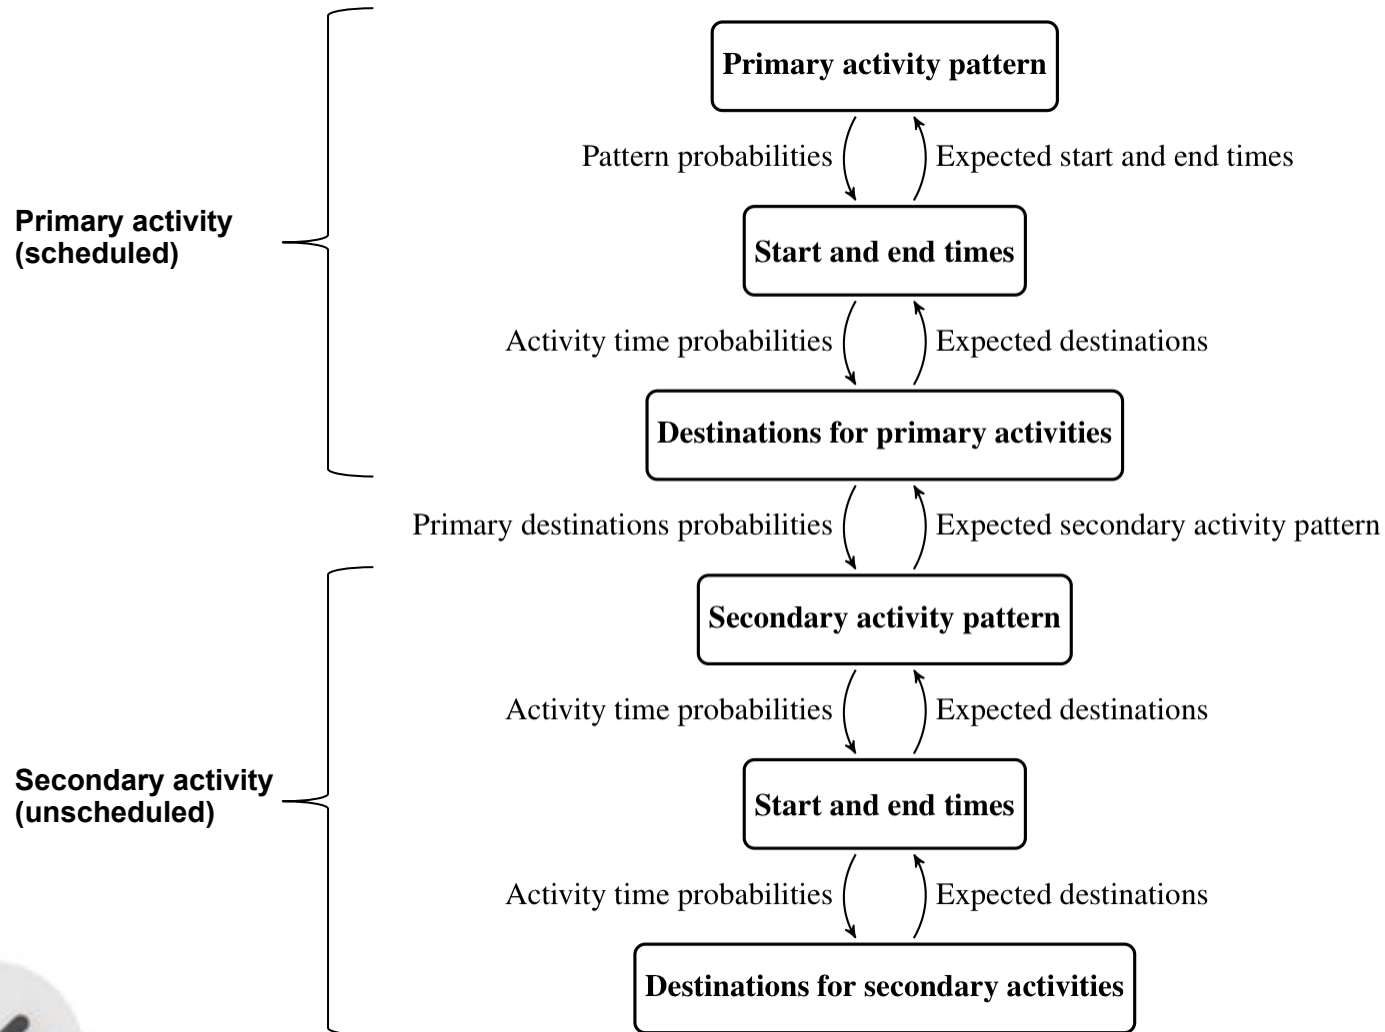 Primary activity pattern
Pattern probabilities
Expected start and end times
Primary activity
(scheduled)
Start and end times
Activity time probabilities
Expected destinations
Destinations for primary activities
Primary destinations probabilities
Expected secondary activity pattern
Secondary activity pattern
Activity time probabilities
Expected destinations
Secondary activity
(unscheduled)
Start and end times
Activity time probabilities
Expected destinations
Destinations for secondary activities